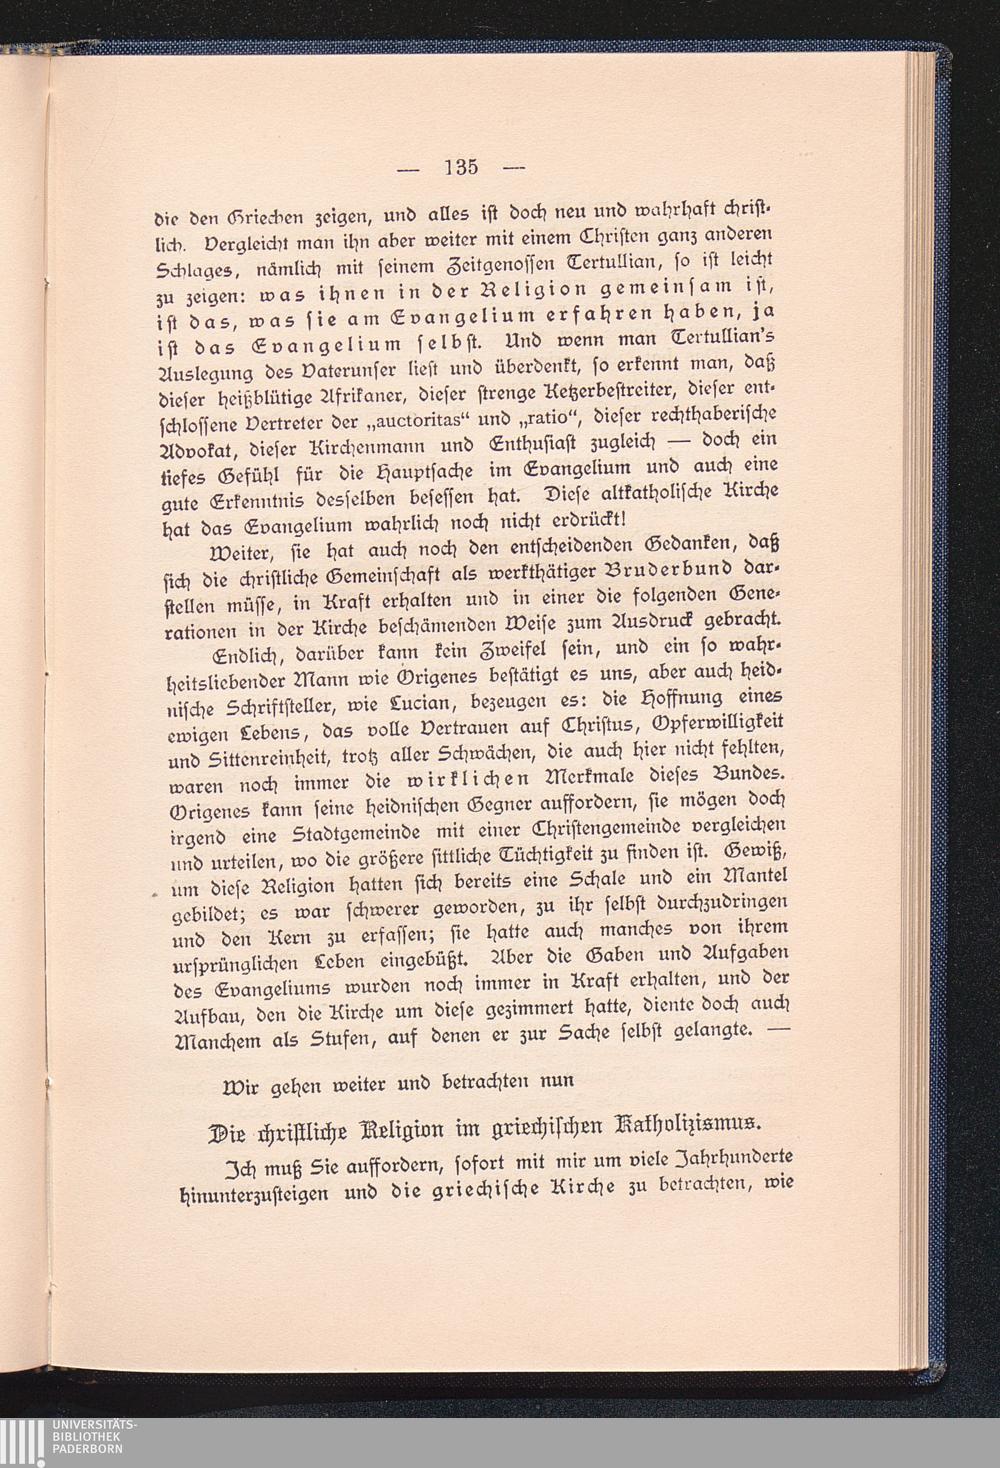 — 135 —
die den Griechen zeigen, und alles ist doch neu und wahrhaft christ-
lich. Vergleicht man ihn aber weiter mit einem Christen ganz anderen
Schlages, nämlich mit seinem Zeitgenossen Tertullian, so ist leicht
zu zeigen: was ihnen in der Religion gemeinsam ist,
ist das, was sie am Evangelium erfahren haben, ja
ist das Evangelium selbst. Und wenn man Tertullian's
Auslegung des Vaterunser liest und überdenkt, so erkennt man, daß
dieser heißblütige Afrikaner, dieser strenge Ketzerbestreiter, dieser ent-
schlossene Vertreter der „auctoritas“ und „ratio“, dieser rechthaberische
Advokat, dieser Kirchenmann und Enthusiast zugleich — doch ein
tiefes Gefühl für die Hauptsache im Evangelium und auch eine
gute Erkenntnis desselben besessen hat. Diese altkatholische Kirche
hat das Evangelium wahrlich noch nicht erdrückt!
Weiter, sie hat auch noch den entscheidenden Gedanken, daß
sich die christliche Gemeinschaft als werkthätiger Bruderbund dar-
stellen müsse, in Kraft erhalten und in einer die folgenden Gene-
rationen in der Kirche beschämenden Weise zum Ausdruck gebracht.
Endlich, darüber kann kein Zweifel sein, und ein so wahr-
heitsliebender Mann wie Origenes bestätigt es uns, aber auch heid-
nische Schriftsteller, wie Lucian, bezeugen es: die Hoffnung eines
ewigen Lebens, das volle Vertrauen auf Christus, Opferwilligkeit
und Sittenreinheit, trotz aller Schwächen, die auch hier nicht fehlten,
waren noch immer die wirklichen Merkmale dieses Bundes.
Origenes kann seine heidnischen Gegner auffordern, sie mögen doch
irgend eine Stadtgemeinde mit einer Christengemeinde vergleichen
und urteilen, wo die größere sittliche Tüchtigkeit zu finden ist. Gewiß,
um diese Religion hatten sich bereits eine Schale und ein Mantel
gebildet; es war schwerer geworden, zu ihr selbst durchzudringen
und den Kern zu erfassen; sie hatte auch manches von ihrem
ursprünglichen Leben eingebüßt. Aber die Gaben und Aufgaben
des Evangeliums wurden noch immer in Kraft erhalten, und der
Aufbau, den die Kirche um diese gezimmert hatte, diente doch auch
Manchem als Stufen, auf denen er zur Sache selbst gelangte. —
Wir gehen weiter und betrachten nun
Die christliche Religion im griechischen Katholizismus.
Ich muß Sie auffordern, sofort mit mir um viele Jahrhunderte
hinunterzusteigen und die griechische Kirche zu betrachten, wie
UNIVERSITÄTS-
BIBLIOTHEK
PADERBORN